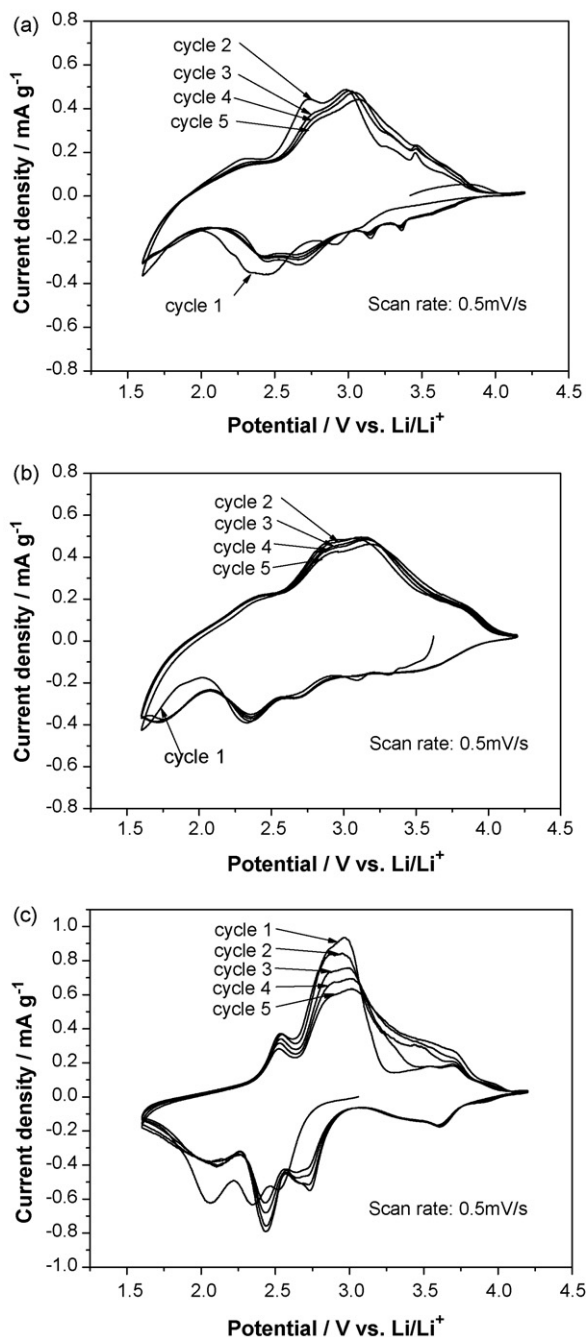 (a)
0.8
0.6
0.4
0.2
0.0
-0.2
-0.4
-0.6
-0.8
Current density / mA g⁻¹
cycle 2
cycle 3
cycle 4
cycle 5
cycle 1
Scan rate: 0.5mV/s
1.5 2.0 2.5 3.0 3.5 4.0 4.5
Potential / V vs. Li/Li⁺
(b)
0.8
0.6
0.4
0.2
0.0
-0.2
-0.4
-0.6
-0.8
Current density / mA g⁻¹
cycle 2
cycle 3
cycle 4
cycle 5
cycle 1
Scan rate: 0.5mV/s
1.5 2.0 2.5 3.0 3.5 4.0 4.5
Potential / V vs. Li/Li⁺
(c)
1.0
0.8
0.6
0.4
0.2
0.0
-0.2
-0.4
-0.6
-0.8
-1.0
Current density / mA g⁻¹
cycle 1
cycle 2
cycle 3
cycle 4
cycle 5
Scan rate: 0.5mV/s
1.5 2.0 2.5 3.0 3.5 4.0 4.5
Potential / V vs. Li/Li⁺